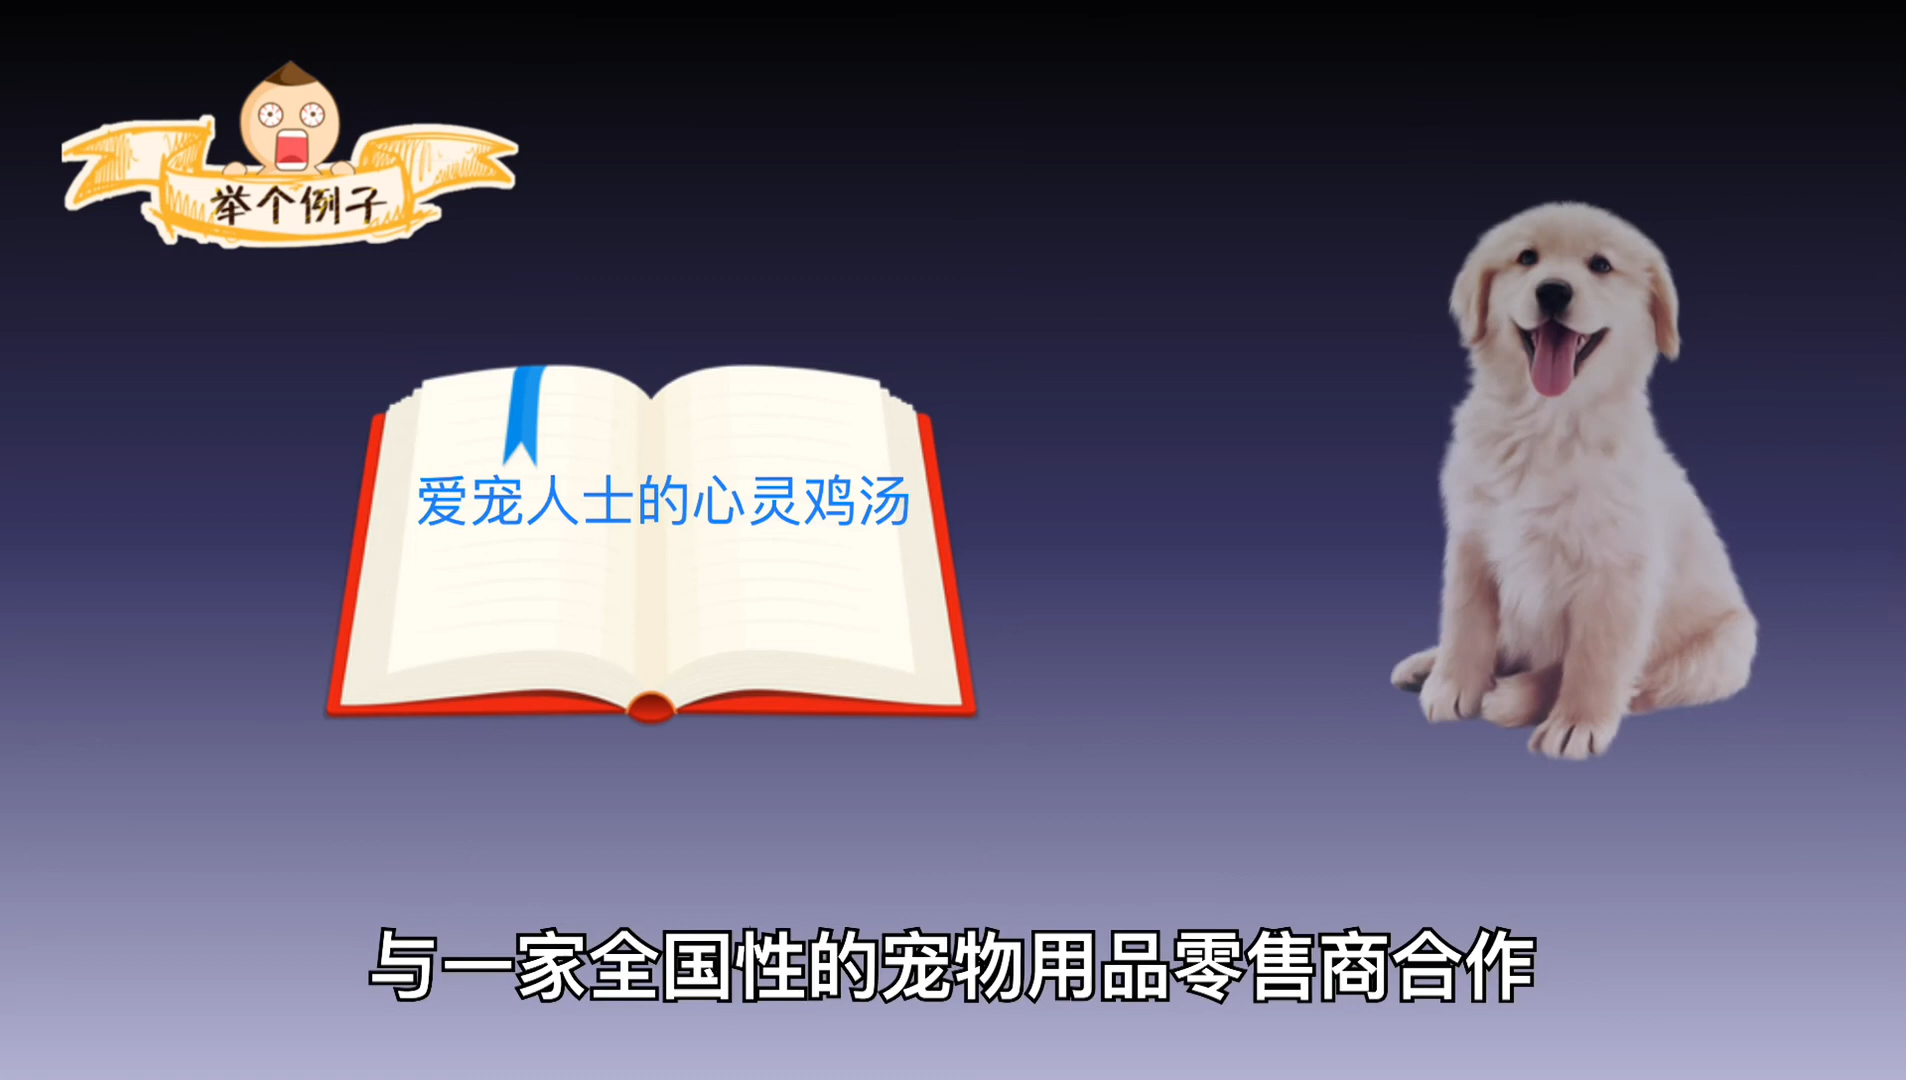 举个例子
爱宠人士的心灵鸡汤
与一家全国性的宠物用品零售商合作